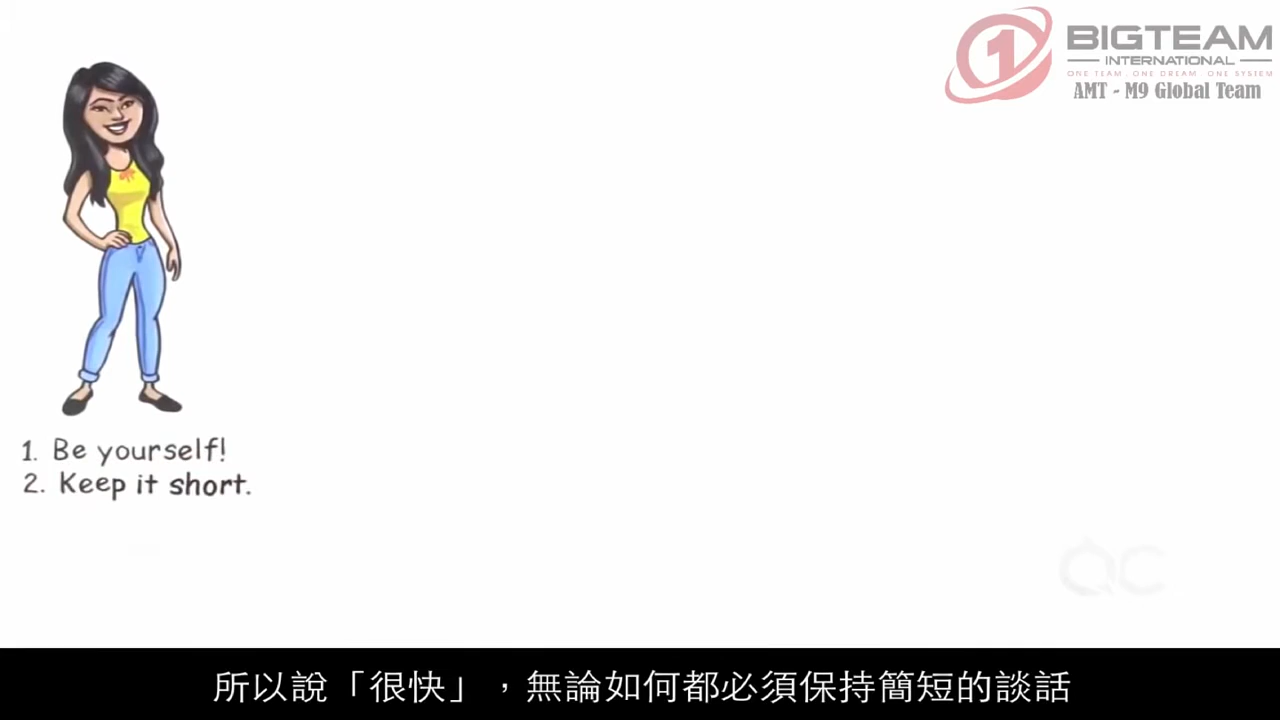 BIGTEAM
INTERNATIONAL
ONE TEAM . ONE DREAM . ONE SYSTEM
AMT - M9 Global Team
1. Be yourself!
2. Keep it short.
QC
所以說「很快」，無論如何都必須保持簡短的談話